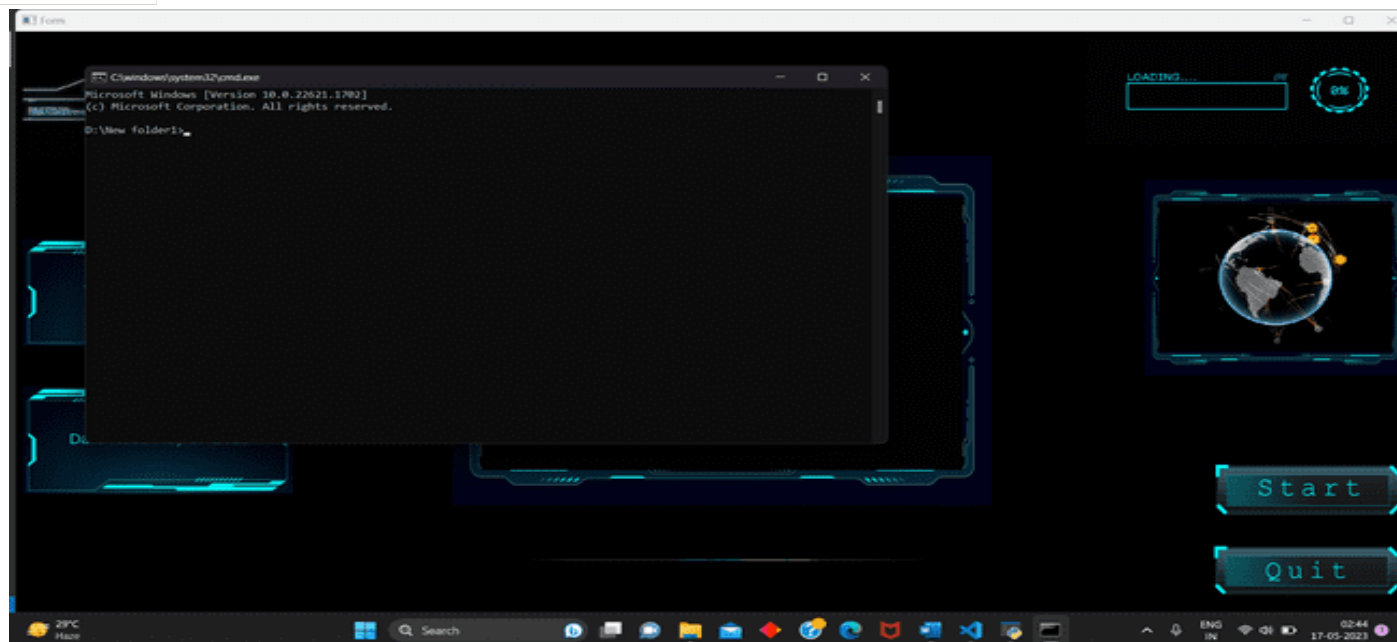 Form
C:\windows\system32\cmd.exe
Microsoft Windows [Version 10.0.22621.1702]
(c) Microsoft Corporation. All rights reserved.
D:\New folder1>
LOADING....
Da
Start
Quit
29°C
Haze
Search
ENG
IN
02:44
17-05-2023